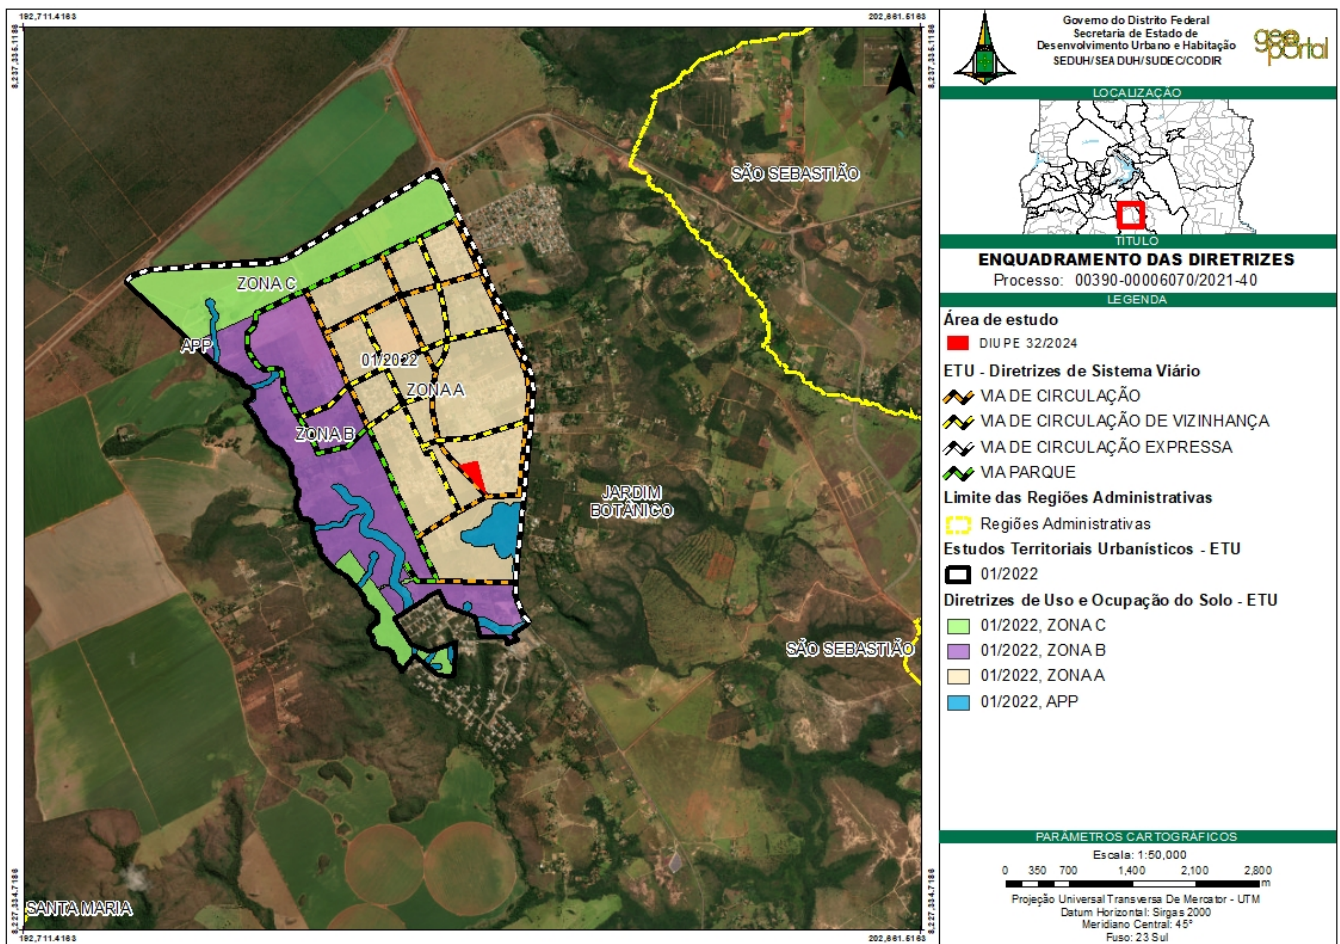 192,711.4163
202,661.5163
8,237,335.1186
8,237,335.1186
SÃO SEBASTIÃO
ZONA C
APP
01/2022
ZONA A
ZONA B
JARDIM
BOTÂNICO
SÃO SEBASTIÃO
SANTA MARIA
8,227,334.7186
8,227,334.7186
192,711.4163
202,661.5163
Governo do Distrito Federal
Secretaria de Estado de
Desenvolvimento Urbano e Habitação
SEDUH/SEADUH/SUDEC/CODIR
geoportal
LOCALIZAÇÃO
TITULO
ENQUADRAMENTO DAS DIRETRIZES
Processo: 00390-00006070/2021-40
LEGENDA
Área de estudo
DIUPE 32/2024
ETU - Diretrizes de Sistema Viário
VIA DE CIRCULAÇÃO
VIA DE CIRCULAÇÃO DE VIZINHANÇA
VIA DE CIRCULAÇÃO EXPRESSA
VIA PARQUE
Limite das Regiões Administrativas
Regiões Administrativas
Estudos Territoriais Urbanísticos - ETU
01/2022
Diretrizes de Uso e Ocupação do Solo - ETU
01/2022, ZONA C
01/2022, ZONA B
01/2022, ZONA A
01/2022, APP
PARÂMETROS CARTOGRÁFICOS
Escala: 1:50,000
0 350 700 1,400 2,100 2,800
m
Projeção Universal Transversa De Mercator - UTM
Datum Horizontal: Sirgas 2000
Meridiano Central: 45°
Fuso: 23 Sul